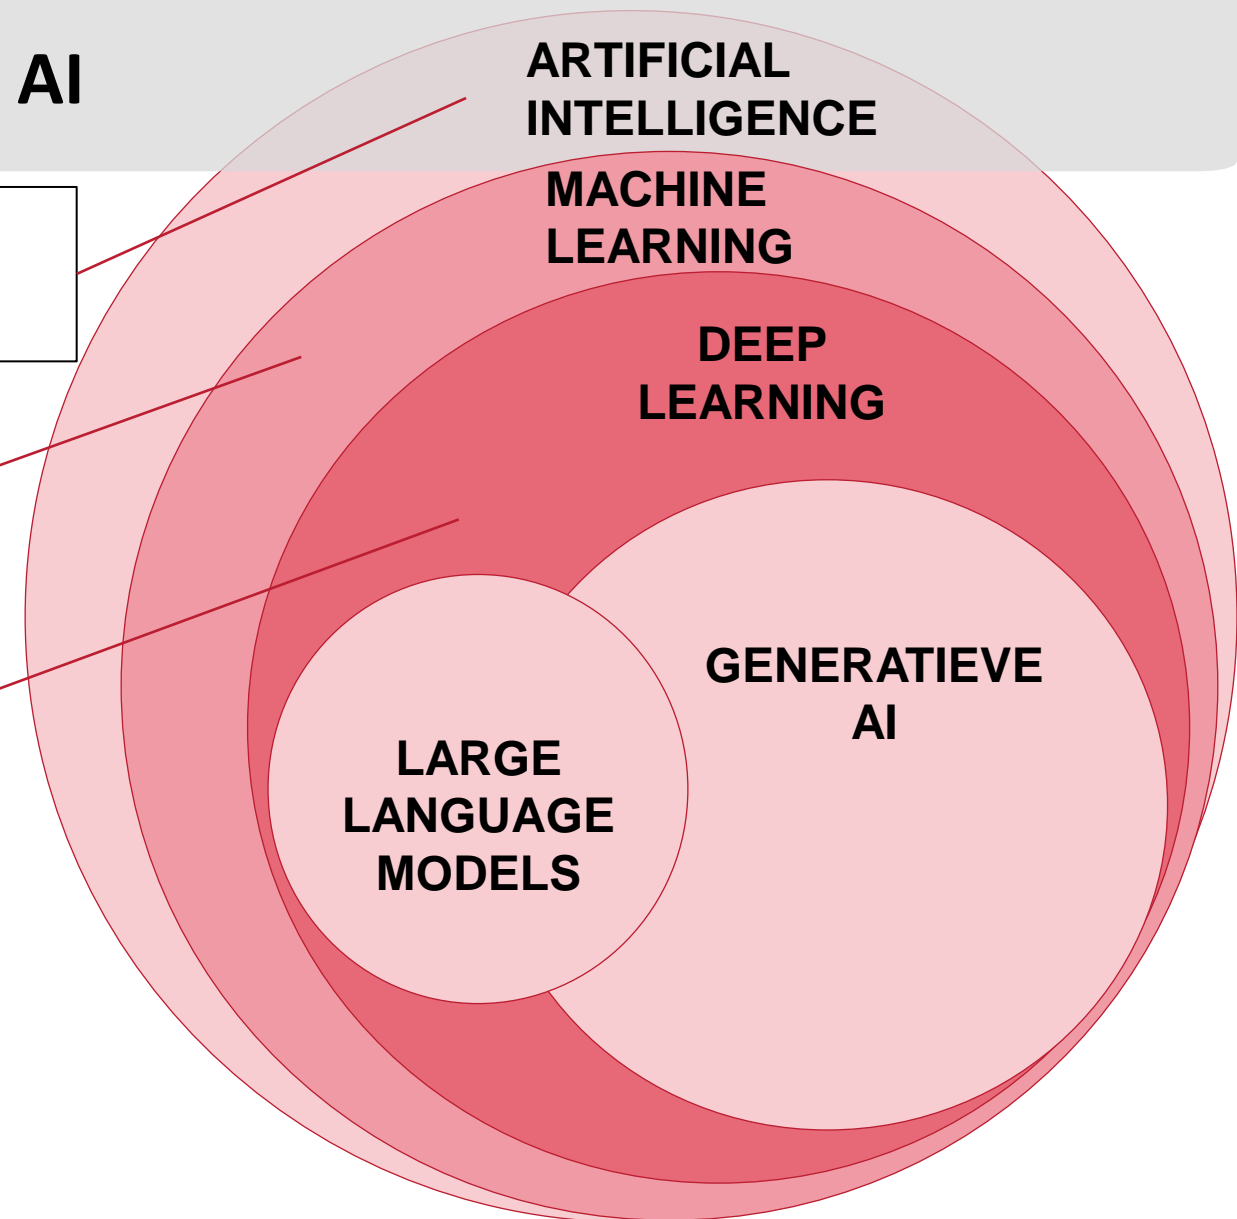 AI
ARTIFICIAL
INTELLIGENCE
MACHINE
LEARNING
DEEP
LEARNING
GENERATIEVE
AI
LARGE
LANGUAGE
MODELS